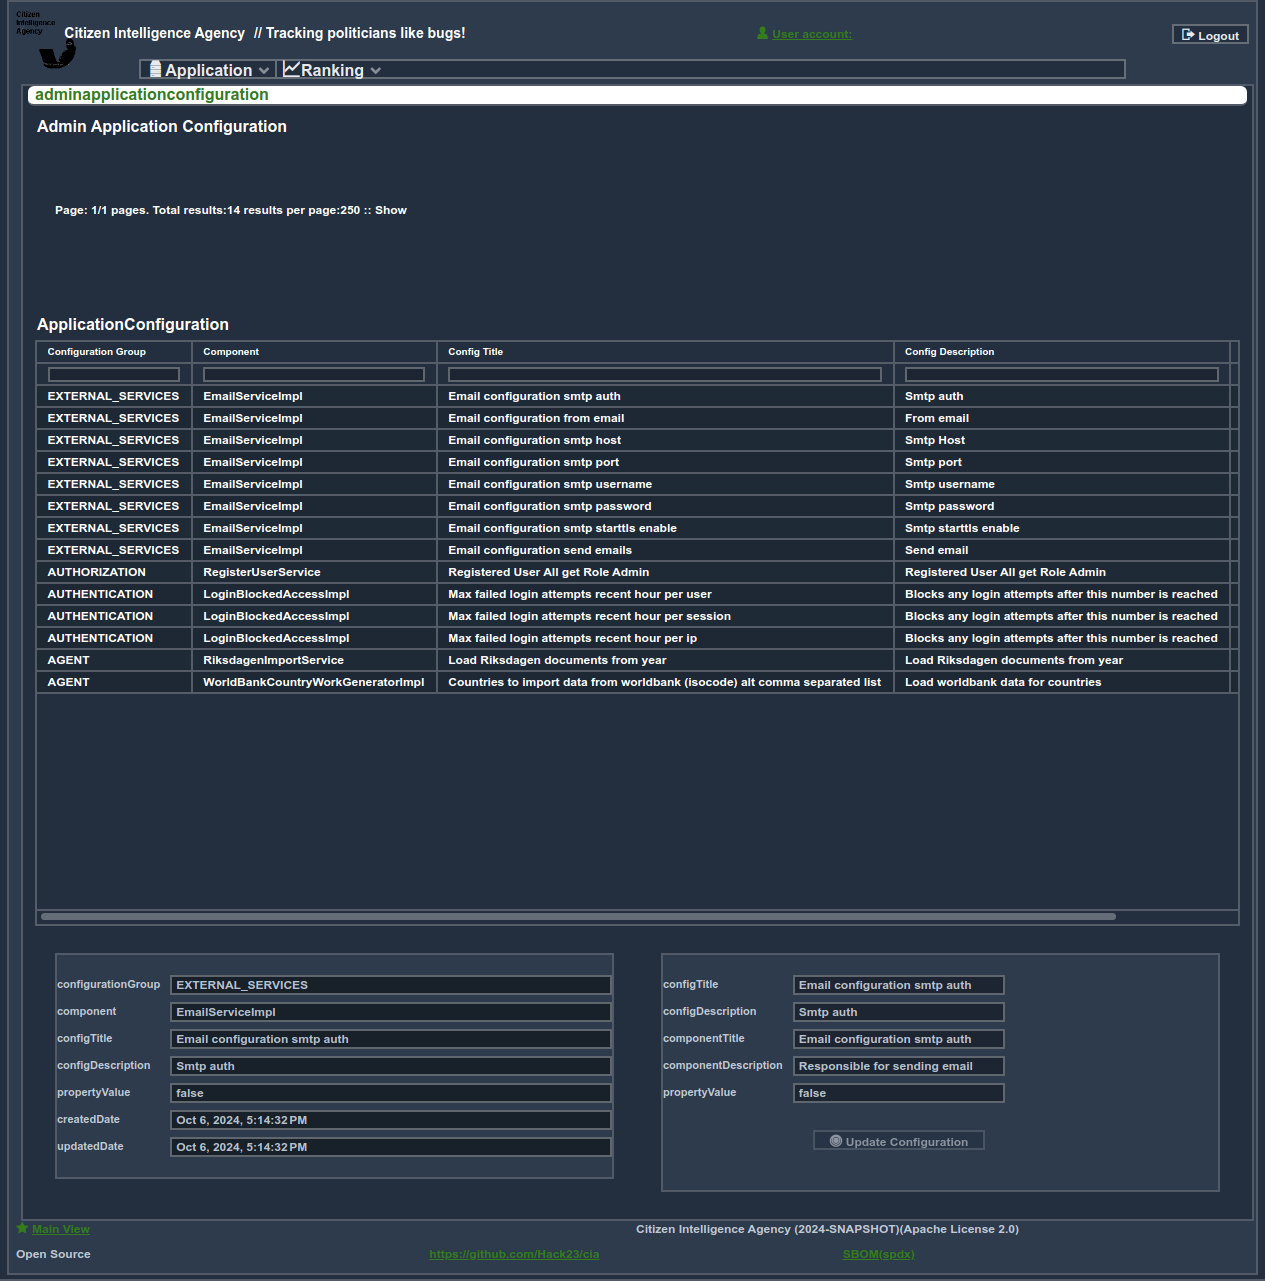 Citizen
Intelligence
Agency
Citizen Intelligence Agency // Tracking politicians like bugs!
User account:
Logout
Application
Ranking
adminapplicationconfiguration
Admin Application Configuration
Page: 1/1 pages. Total results:14 results per page:250 :: Show
ApplicationConfiguration
Configuration Group Component Config Title Config Description
EXTERNAL_SERVICES EmailServiceImpl Email configuration smtp auth Smtp auth
EXTERNAL_SERVICES EmailServiceImpl Email configuration from email From email
EXTERNAL_SERVICES EmailServiceImpl Email configuration smtp host Smtp Host
EXTERNAL_SERVICES EmailServiceImpl Email configuration smtp port Smtp port
EXTERNAL_SERVICES EmailServiceImpl Email configuration smtp username Smtp username
EXTERNAL_SERVICES EmailServiceImpl Email configuration smtp password Smtp password
EXTERNAL_SERVICES EmailServiceImpl Email configuration smtp starttls enable Smtp starttls enable
EXTERNAL_SERVICES EmailServiceImpl Email configuration send emails Send email
AUTHORIZATION RegisterUserService Registered User All get Role Admin Registered User All get Role Admin
AUTHENTICATION LoginBlockedAccessImpl Max failed login attempts recent hour per user Blocks any login attempts after this number is reached
AUTHENTICATION LoginBlockedAccessImpl Max failed login attempts recent hour per session Blocks any login attempts after this number is reached
AUTHENTICATION LoginBlockedAccessImpl Max failed login attempts recent hour per ip Blocks any login attempts after this number is reached
AGENT RiksdagenImportService Load Riksdagen documents from year Load Riksdagen documents from year
AGENT WorldBankCountryWorkGeneratorImpl Countries to import data from worldbank (isocode) alt comma separated list Load worldbank data for countries
configurationGroup EXTERNAL_SERVICES
component EmailServiceImpl
configTitle Email configuration smtp auth
configDescription Smtp auth
propertyValue false
createdDate Oct 6, 2024, 5:14:32 PM
updatedDate Oct 6, 2024, 5:14:32 PM
configTitle Email configuration smtp auth
configDescription Smtp auth
componentTitle Email configuration smtp auth
componentDescription Responsible for sending email
propertyValue false
Update Configuration
Main View
Citizen Intelligence Agency (2024-SNAPSHOT)(Apache License 2.0)
Open Source
https://github.com/Hack23/cia
SBOM(spdx)